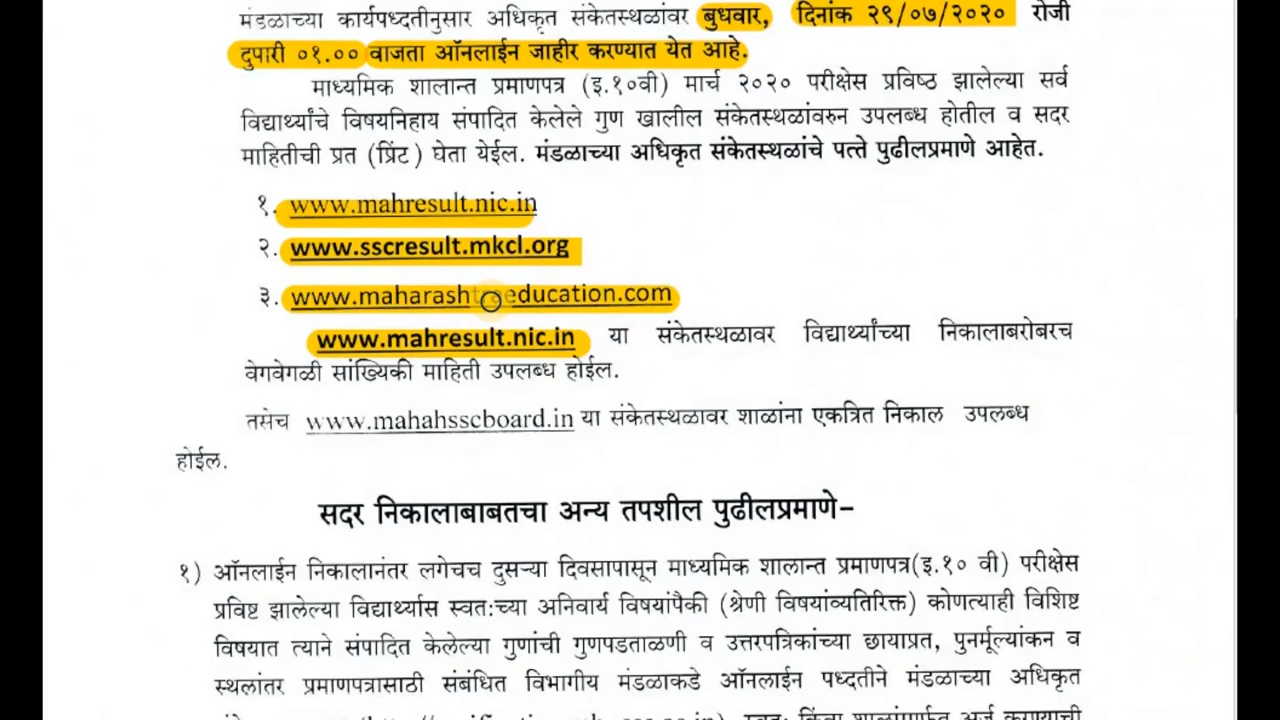 मंडळाच्या कार्यपध्दतीनुसार अधिकृत संकेतस्थळांवर बुधवार, दिनांक २९/०७/२०२० रोजी
दुपारी ०१.०० वाजता ऑनलाईन जाहीर करण्यात येत आहे.
माध्यमिक शालान्त प्रमाणपत्र (इ.१०वी) मार्च २०२० परीक्षेस प्रविष्ठ झालेल्या सर्व
विद्यार्थ्यांचे विषयनिहाय संपादित केलेले गुण खालील संकेतस्थळांवरुन उपलब्ध होतील व सदर
माहितीची प्रत (प्रिंट ) घेता येईल. मंडळाच्या अधिकृत संकेतस्थळांचे पत्ते पुढीलप्रमाणे आहेत.
१. www.mahresult.nic.in
२. www.sscresult.mkcl.org
३. www.maharashtraeducation.com
www.mahresult.nic.in या संकेतस्थळावर विद्यार्थ्यांच्या निकालाबरोबरच
वेगवेगळी सांख्यिकी माहिती उपलब्ध होईल.
तसेच www.mahahsscboard.in या संकेतस्थळावर शाळांना एकत्रित निकाल उपलब्ध
होईल.
सदर निकालाबाबतचा अन्य तपशील पुढीलप्रमाणे-
१) ऑनलाईन निकालानंतर लगेचच दुसऱ्या दिवसापासून माध्यमिक शालान्त प्रमाणपत्र(इ.१० वी) परीक्षेस
प्रविष्ट झालेल्या विद्यार्थ्यास स्वत:च्या अनिवार्य विषयांपैकी (श्रेणी विषयांव्यतिरिक्त) कोणत्याही विशिष्ट
विषयात त्याने संपादित केलेल्या गुणांची गुणपडताळणी व उत्तरपत्रिकांच्या छायाप्रत, पुनर्मूल्यांकन व
स्थलांतर प्रमाणपत्रासाठी संबंधित विभागीय मंडळाकडे ऑनलाईन पध्दतीने मंडळाच्या अधिकृत